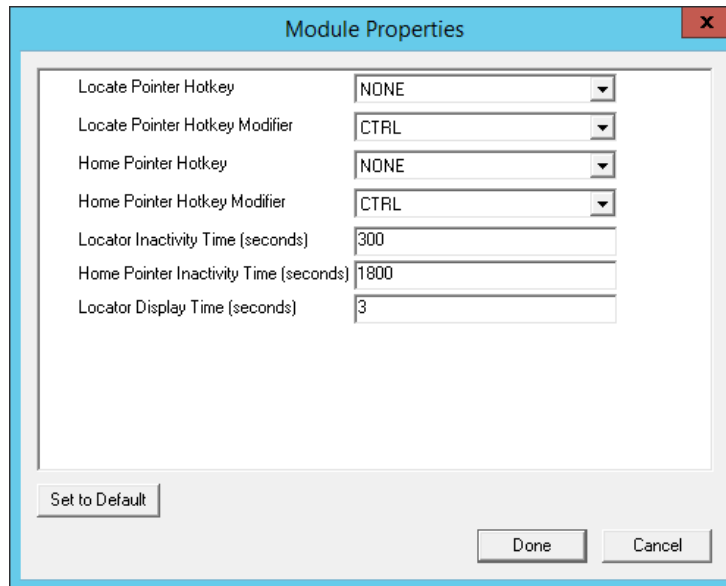 Module Properties
x
Locate Pointer Hotkey NONE
Locate Pointer Hotkey Modifier CTRL
Home Pointer Hotkey NONE
Home Pointer Hotkey Modifier CTRL
Locator Inactivity Time (seconds) 300
Home Pointer Inactivity Time (seconds) 1800
Locator Display Time (seconds) 3
Set to Default
Done Cancel